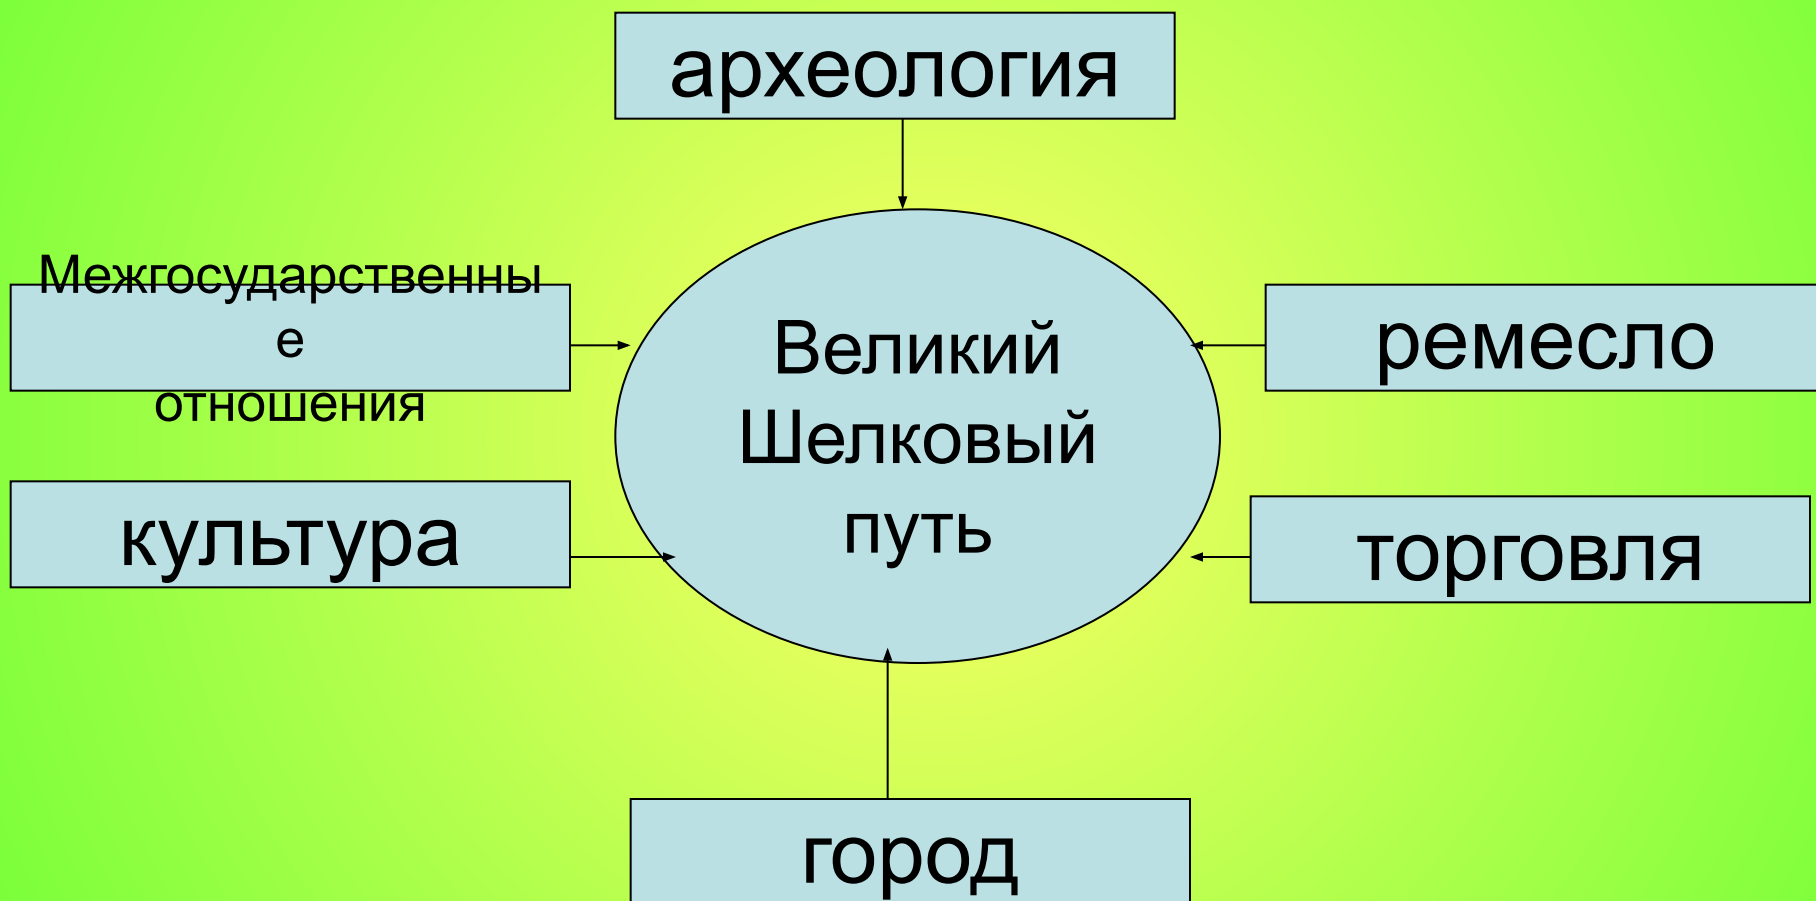 археология
Межгосударственны
е
отношения
Великий
Шелковый
путь
ремесло
культура
торговля
город